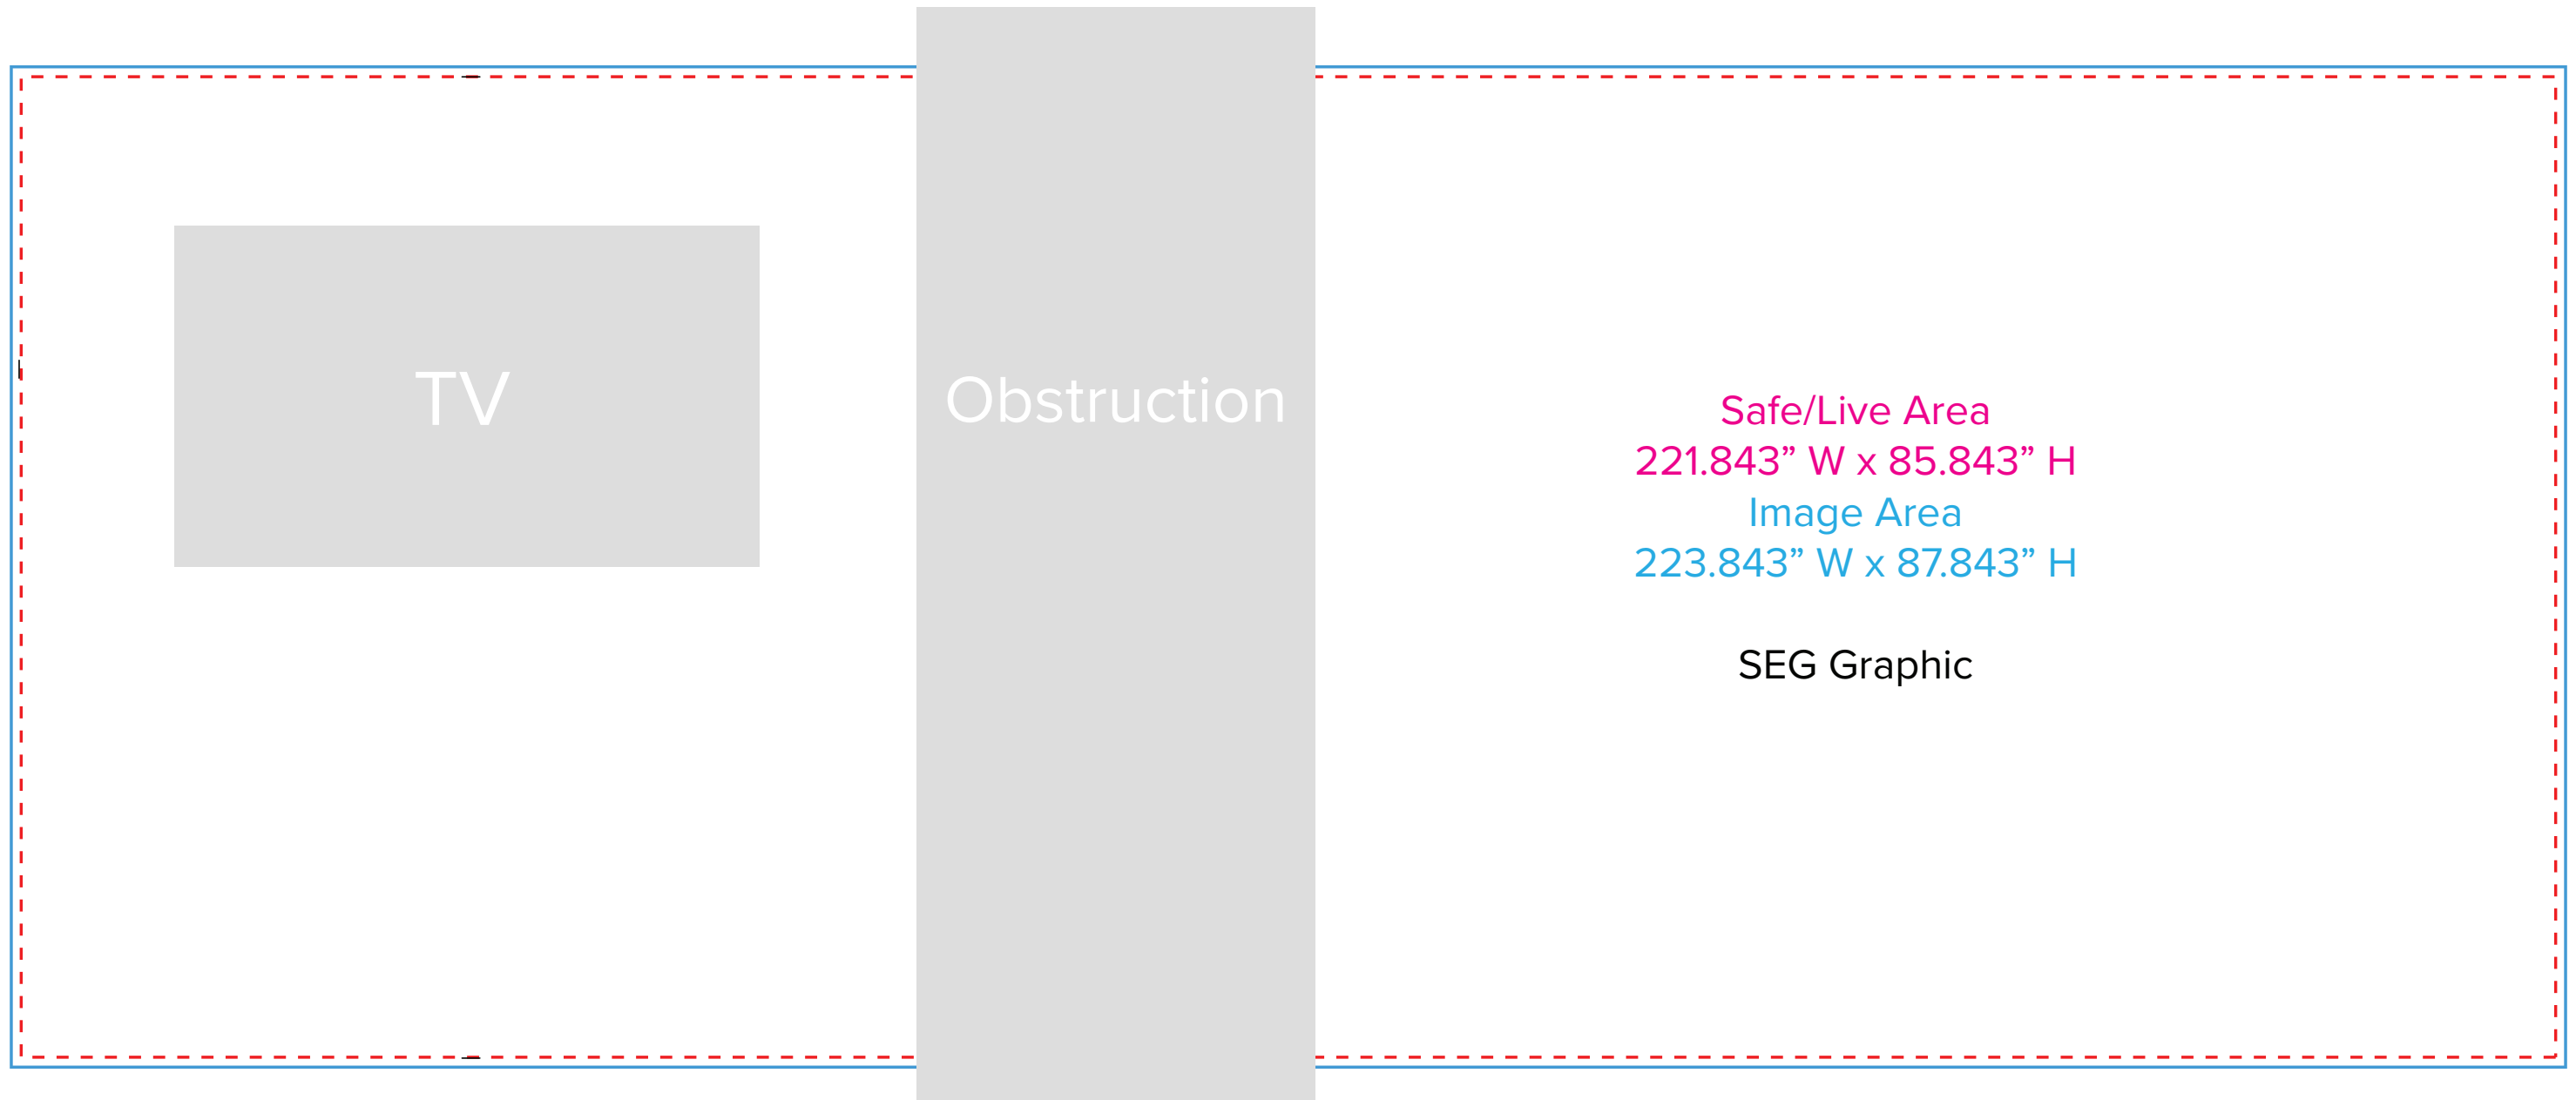 TV
Obstruction
Safe/Live Area
221.843” W x 85.843” H
Image Area
223.843” W x 87.843” H
SEG Graphic